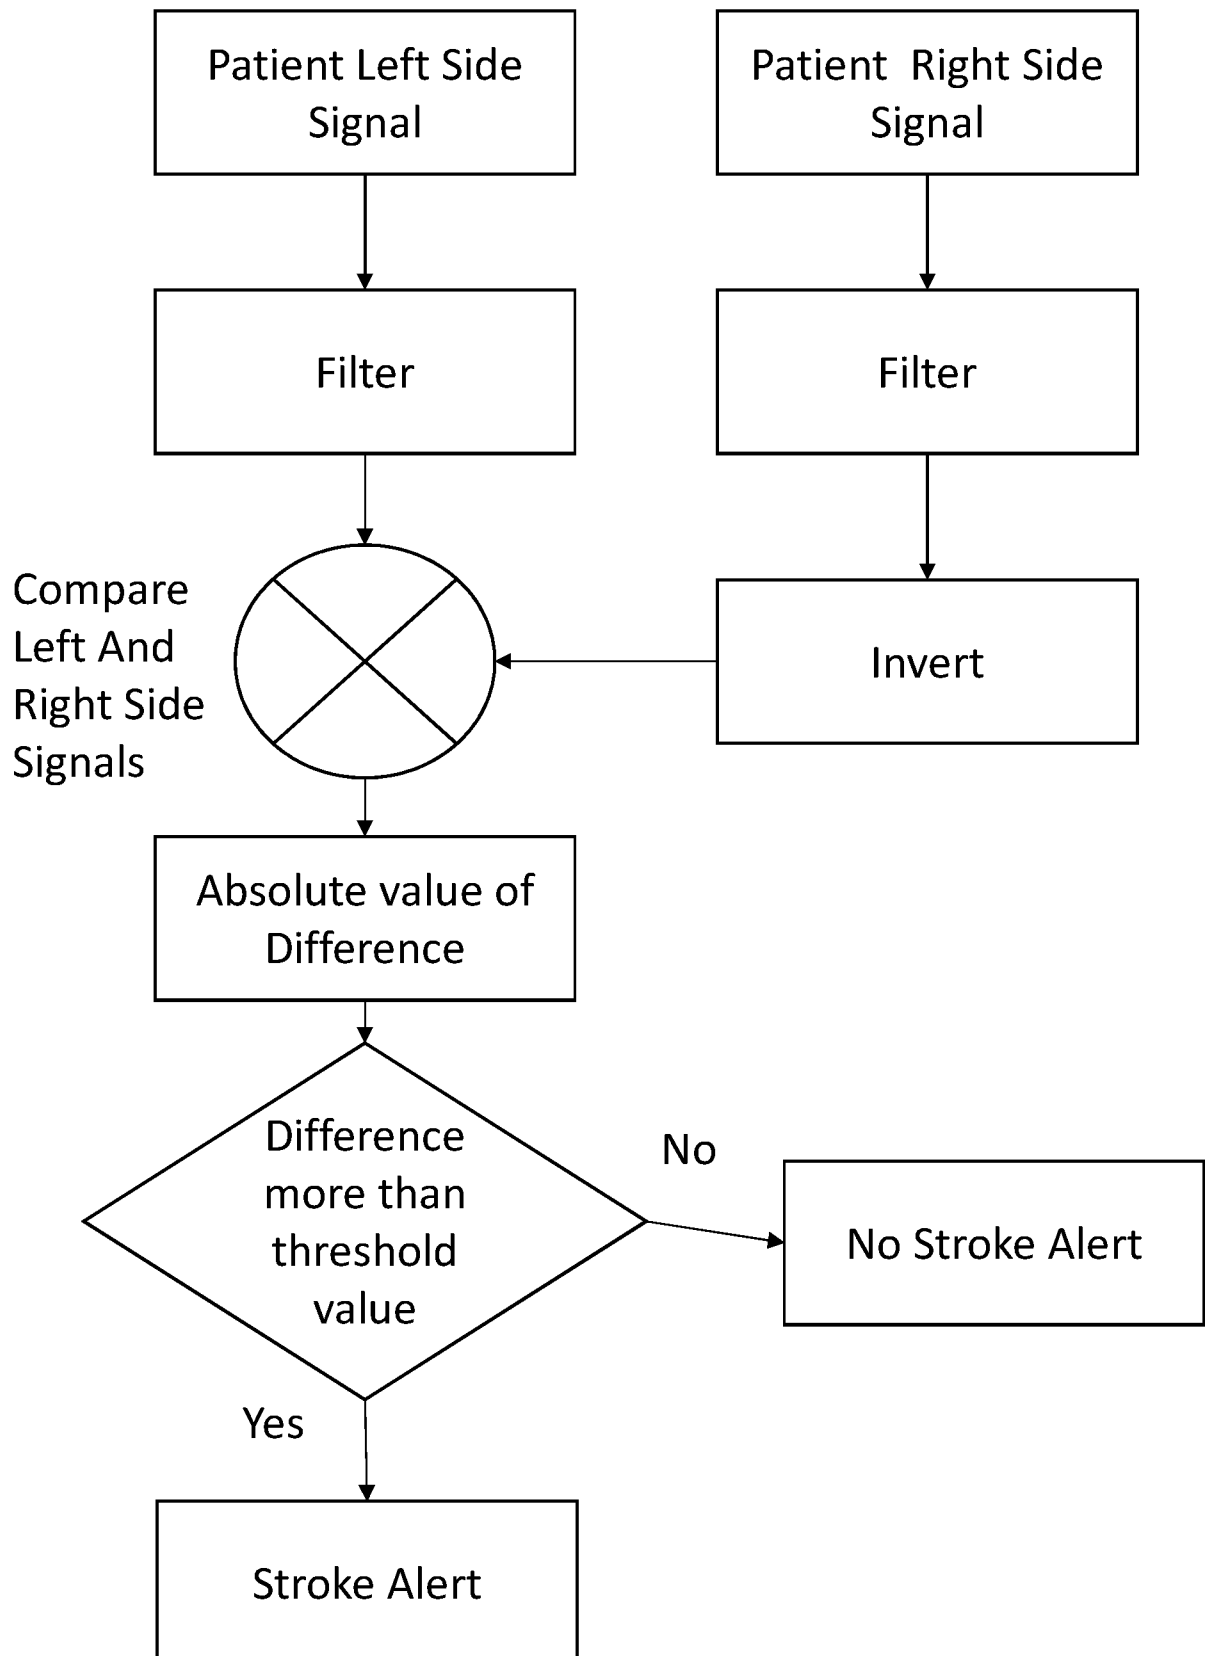 Patient Left Side
Signal
Patient  Right Side
Signal
Filter
Filter
Compare
Left And
Right Side
Signals
Invert
Absolute value of
Difference
Difference
more than
threshold
value
No
No Stroke Alert
Yes
Stroke Alert